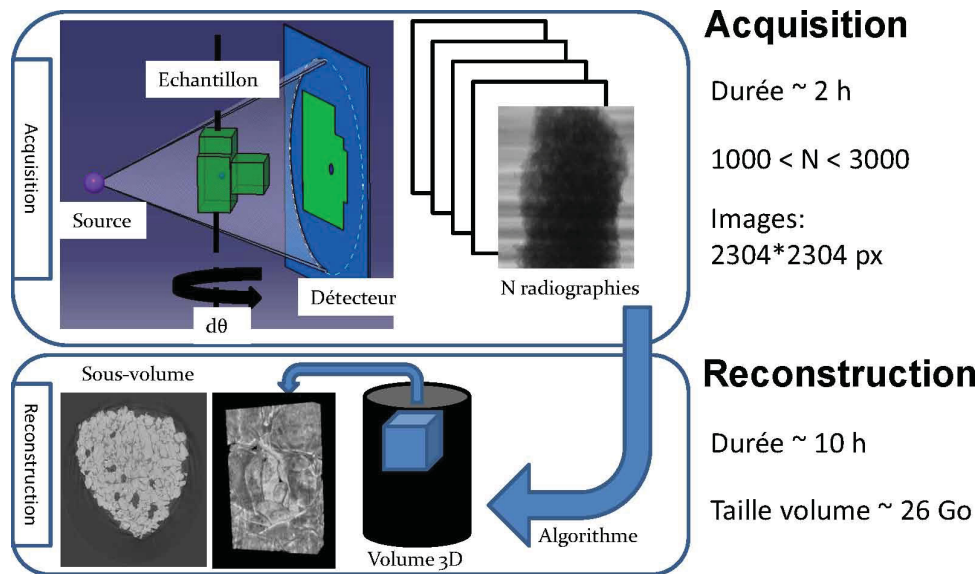 Acquisition
Echantillon
Source
Détecteur
dθ
N radiographies
Acquisition
Durée ~ 2 h
1000 < N < 3000
Images:
2304*2304 px
Reconstruction
Sous-volume
Volume 3D
Algorithme
Reconstruction
Durée ~ 10 h
Taille volume ~ 26 Go